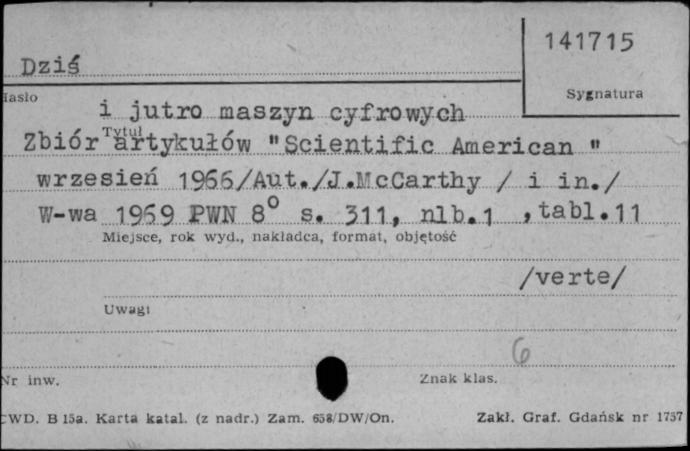 141715
Dziś
Hasło
Sygnatura
i jutro maszyn cyfrowych
Tytuł
Zbiór artykułów "Scientific American "
wrzesień 1966/Aut./J.McCarthy / i in./
W-wa 1969 PWN 8° s. 311, nlb.1 ,tabl.11
Miejsce, rok wyd., nakładca, format, objętość
/verte/
Uwagi
6
Nr inw.
Znak klas.
CWD. B 15a. Karta katal. (z nadr.) Zam. 658/DW/On.
Zakł. Graf. Gdańsk nr 1757